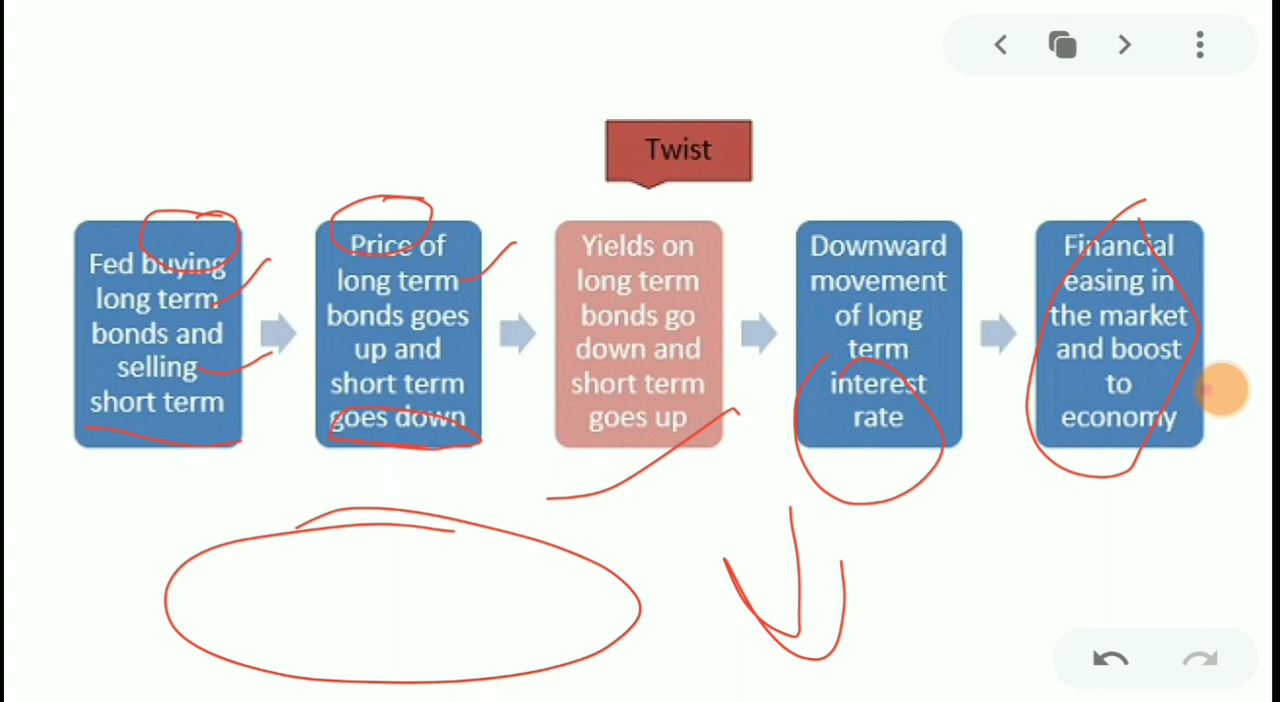 Twist
Fed buying
long term
bonds and
selling
short term
Price of
long term
bonds goes
up and
short term
goes down
Yields on
long term
bonds go
down and
short term
goes up
Downward
movement
of long
term
interest
rate
Financial
easing in
the market
and boost
to
economy